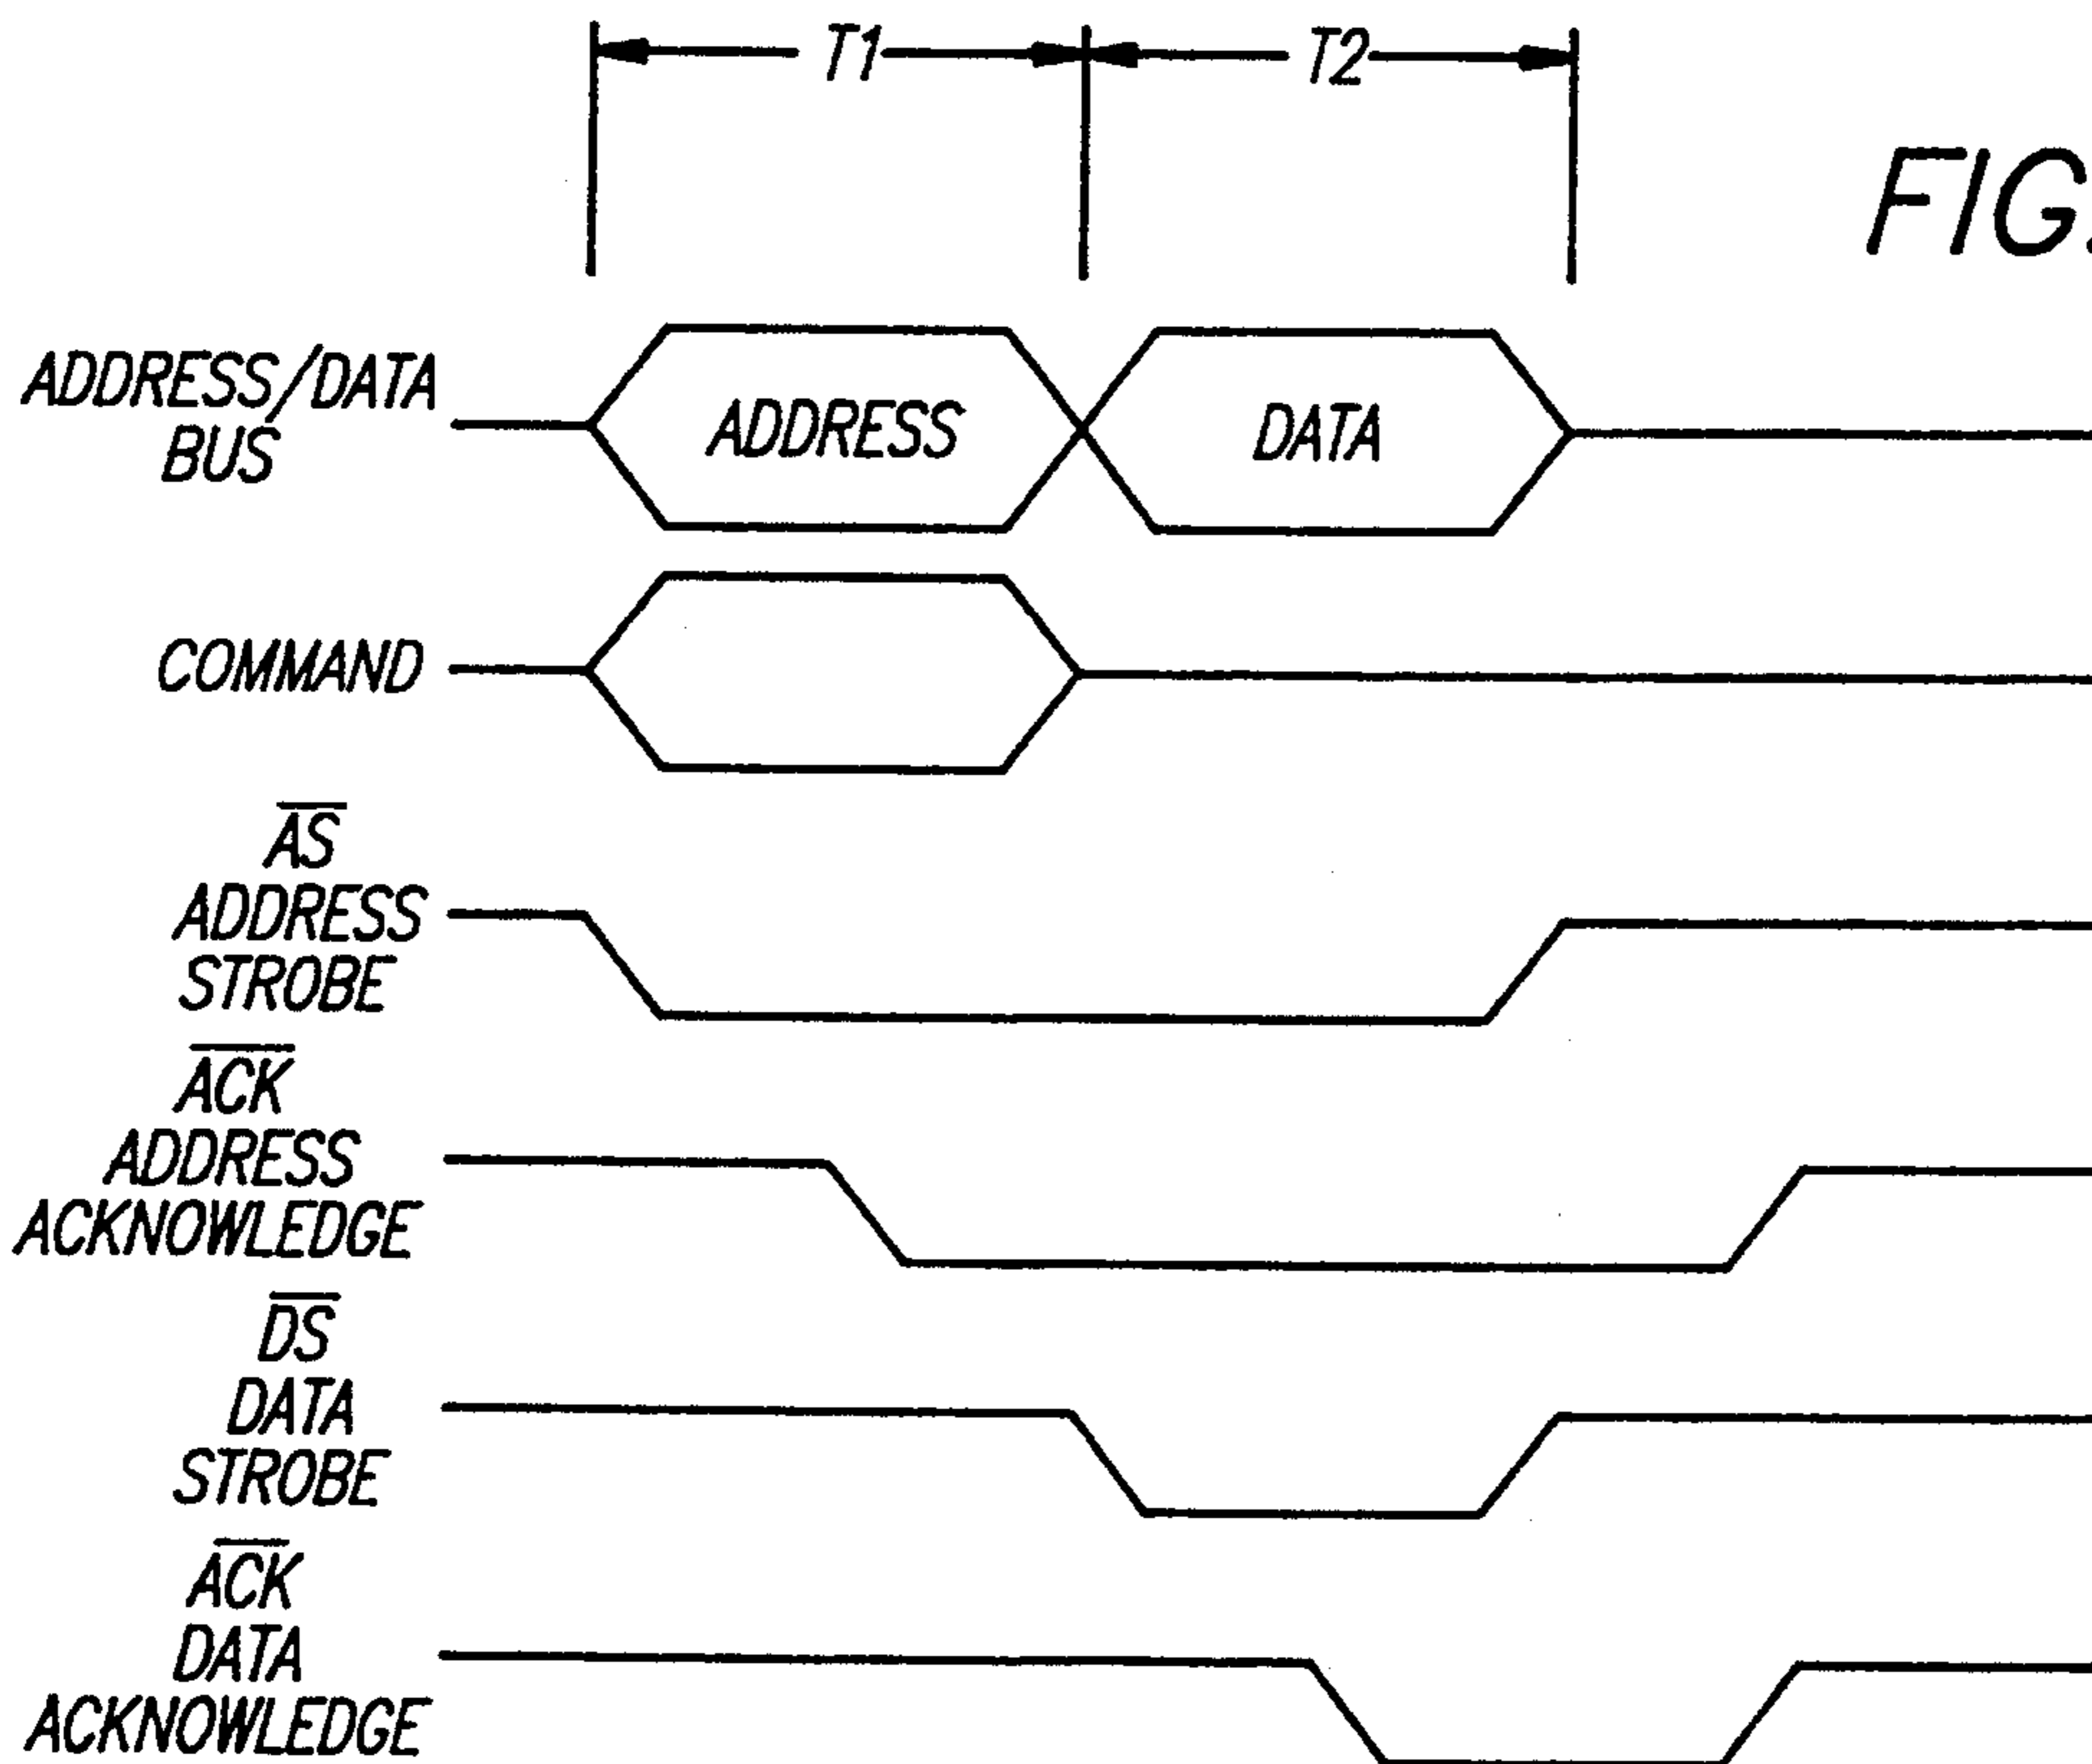 T1
T2
FIG.
ADDRESS/DATA
BUS
ADDRESS
DATA
COMMAND
AS
ADDRESS
STROBE
ACK
ADDRESS
ACKNOWLEDGE
DS
DATA
STROBE
ACK
DATA
ACKNOWLEDGE